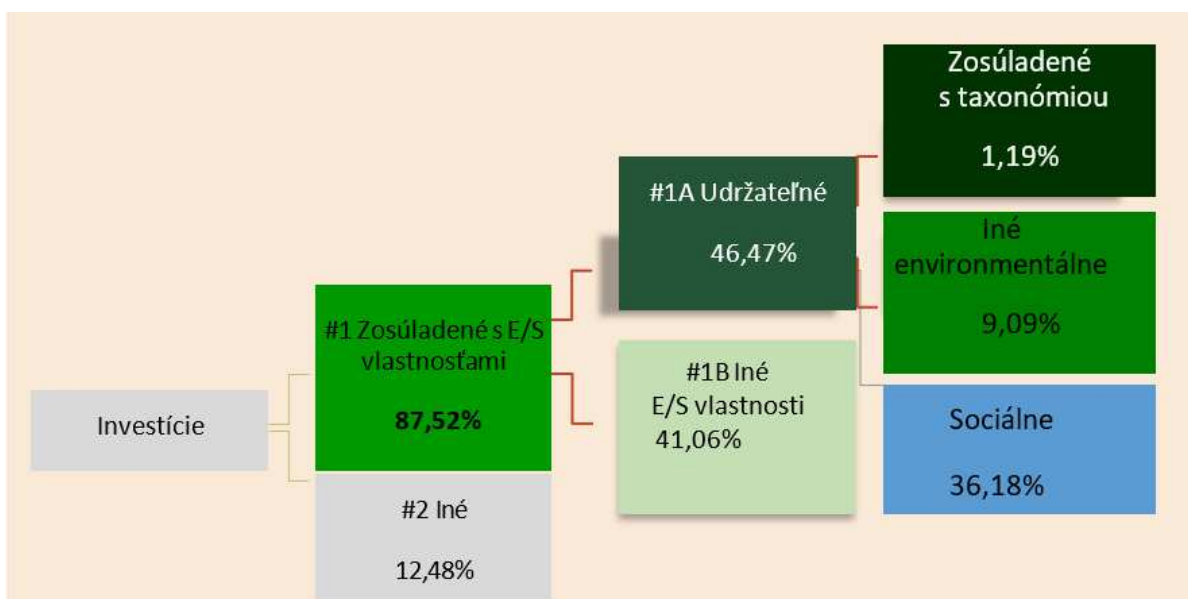 Investície
#1 Zosúladené s E/S
vlastnosťami
87,52%
#2 Iné
12,48%
#1A Udržateľné
46,47%
#1B Iné
E/S vlastnosti
41,06%
Zosúladené
s taxonómiou
1,19%
Iné
environmentálne
9,09%
Sociálne
36,18%